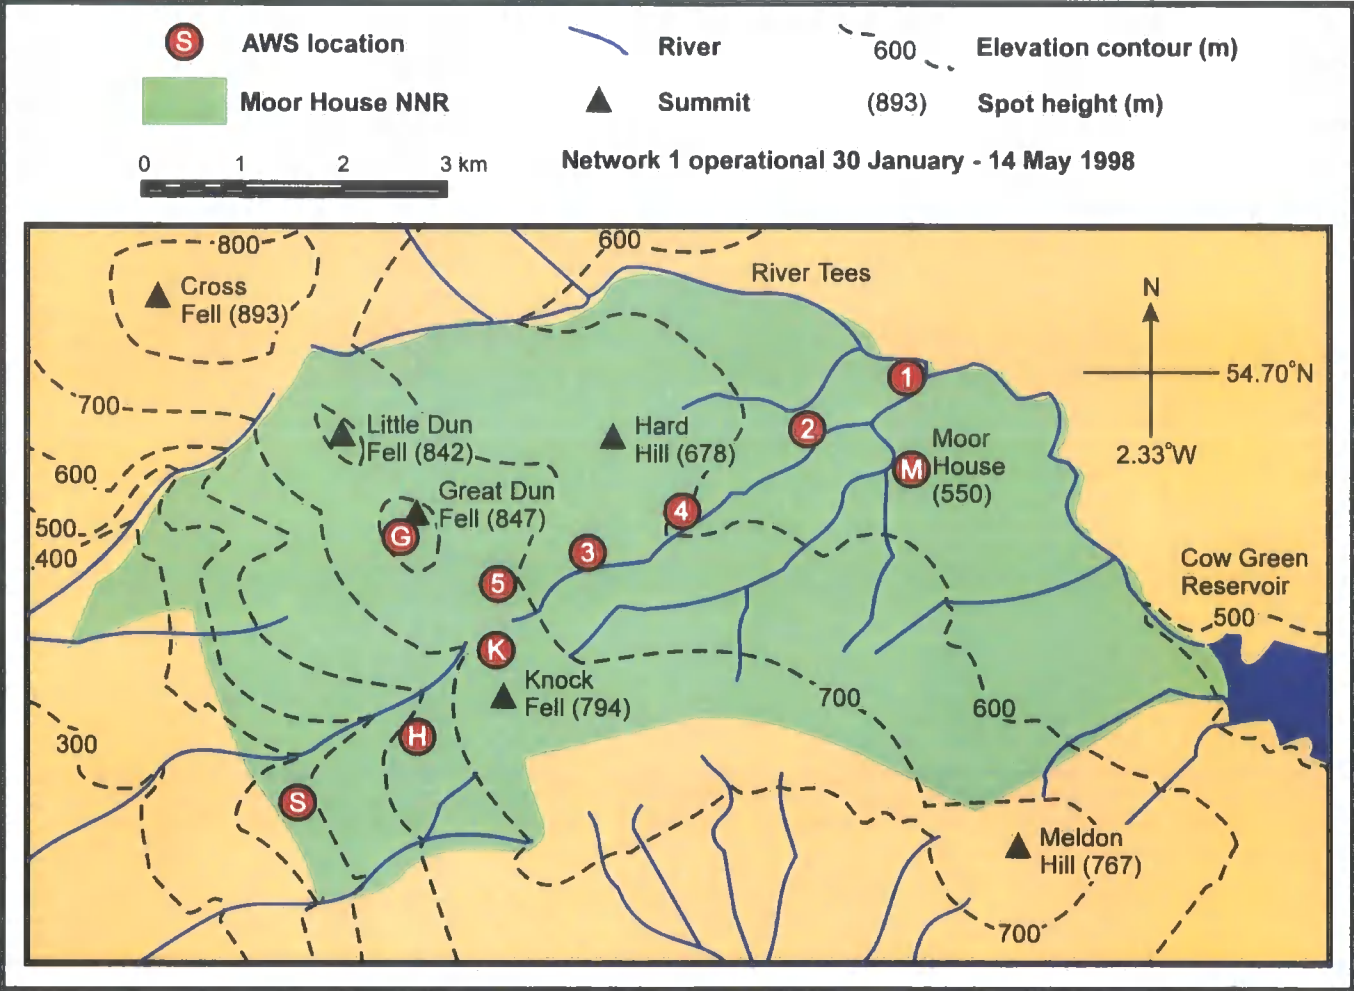 S AWS location
River
600 Elevation contour (m)
Moor House NNR
Summit
(893) Spot height (m)
0 1 2 3 km
Network 1 operational 30 January - 14 May 1998
800
600
Cross
Fell (893)
River Tees
N
54.70°N
2.33°W
1
700
Little Dun
Fell (842)
Hard
Hill (678)
2
Moor
House
(550)
M
600
500
400
Great Dun
Fell (847)
G
4
3
5
Cow Green
Reservoir
500
K
Knock
Fell (794)
700
600
H
300
S
Meldon
Hill (767)
700